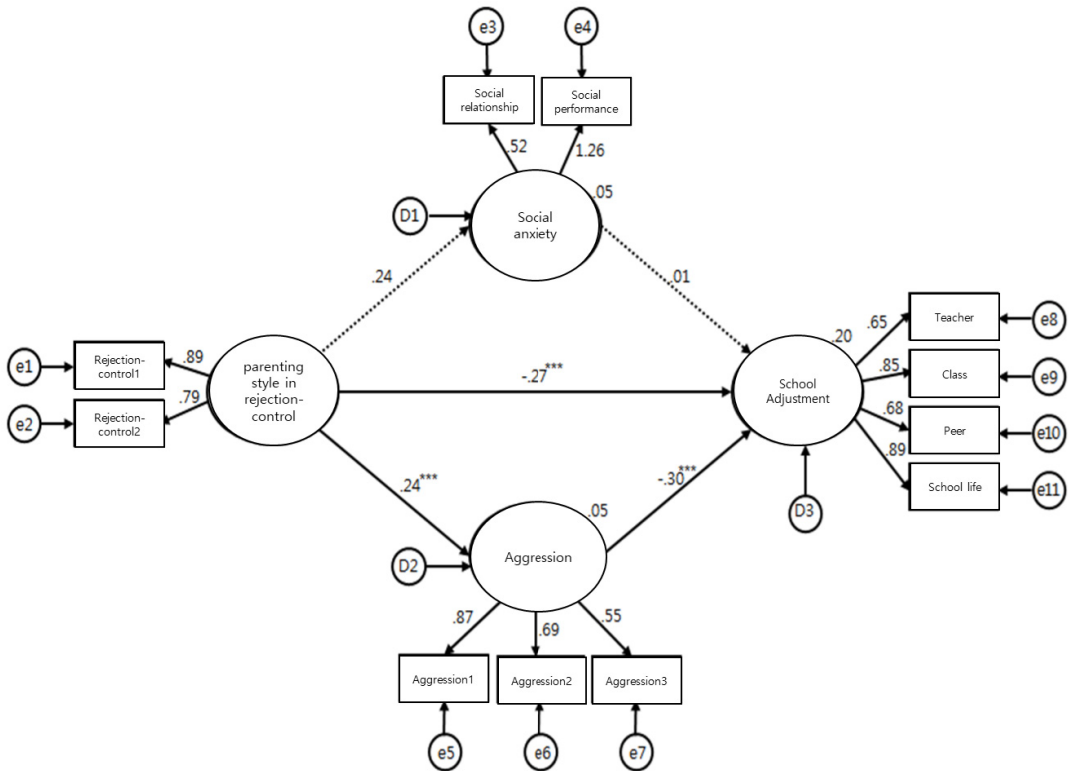 e3
e4
Social
relationship
Social
performance
.52
1.26
.05
D1
Social
anxiety
.24
.01
e1
Rejection-
control1
.89
e2
Rejection-
control2
.79
parenting
style in
rejection-
control
-.27***
.20
School
Adjustment
.65
Teacher
e8
.85
Class
e9
.68
Peer
e10
.89
School life
e11
D3
.24***
-.30***
.05
D2
Aggression
.87
.69
.55
Aggression1
Aggression2
Aggression3
e5
e6
e7